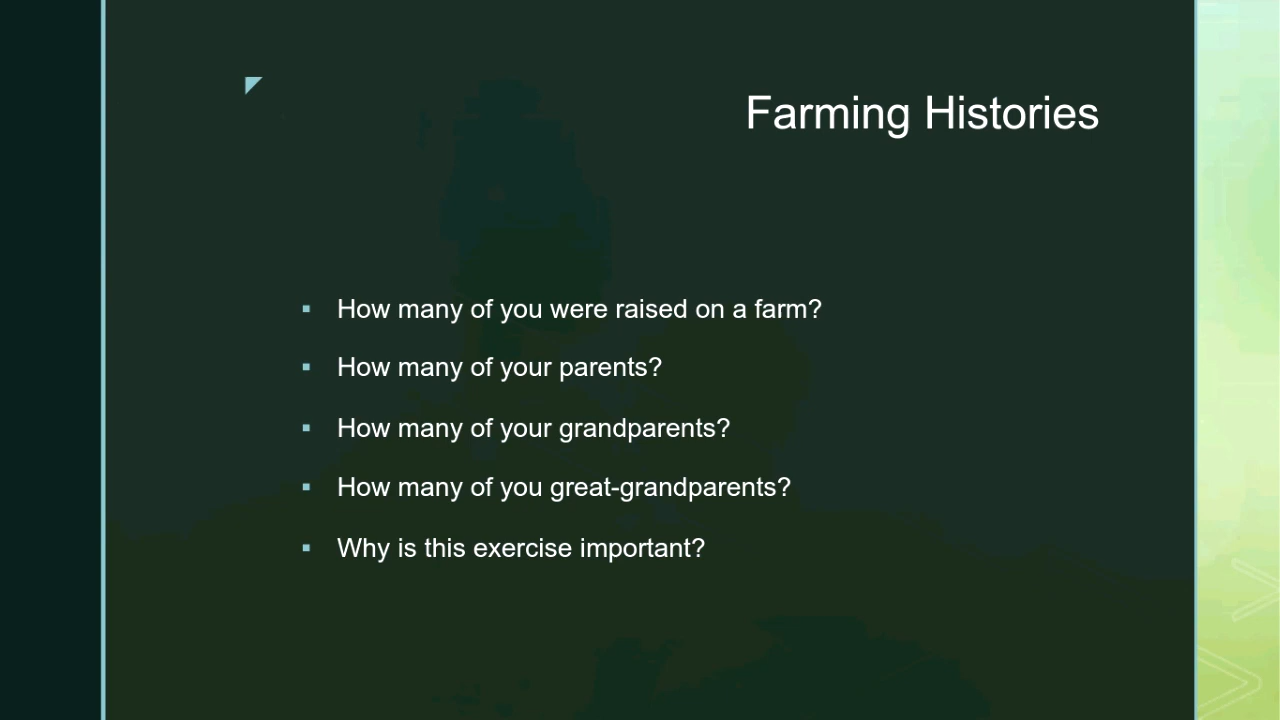 Farming Histories
▪ How many of you were raised on a farm?
▪ How many of your parents?
▪ How many of your grandparents?
▪ How many of you great-grandparents?
▪ Why is this exercise important?